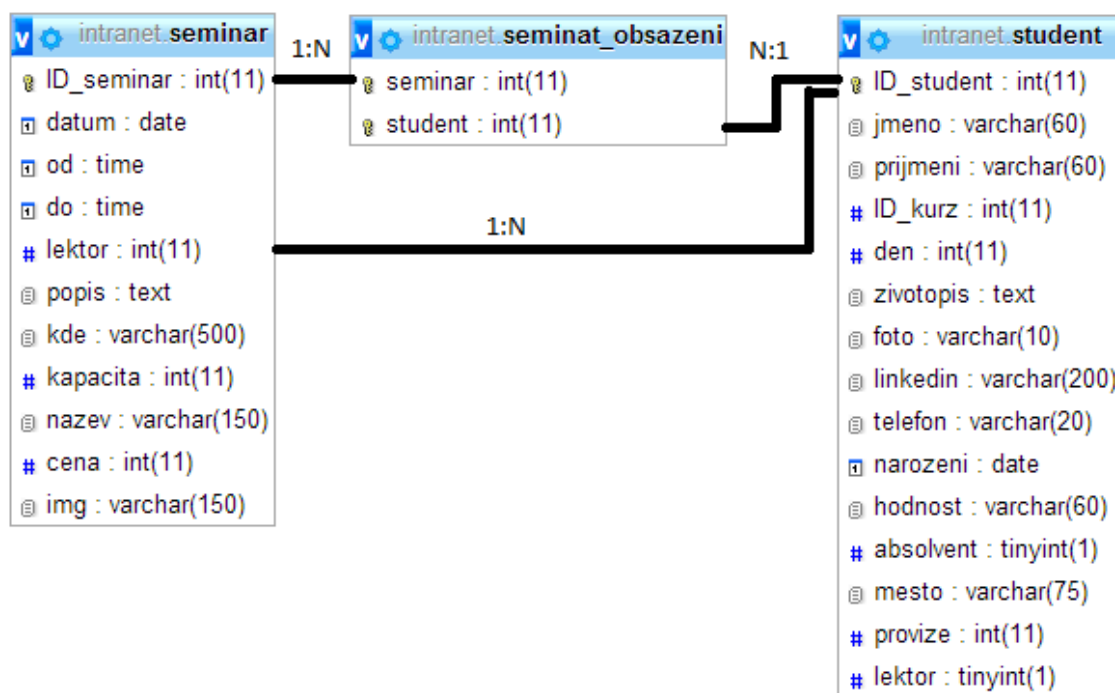 intranet.seminar
ID_seminar : int(11)
datum : date
od : time
do : time
lektor : int(11)
popis : text
kde : varchar(500)
kapacita : int(11)
nazev : varchar(150)
cena : int(11)
img : varchar(150)
1:N
intranet.seminat_obsazeni
seminar : int(11)
student : int(11)
N:1
1:N
intranet.student
ID_student : int(11)
jmeno : varchar(60)
prijmeni : varchar(60)
ID_kurz : int(11)
den : int(11)
zivotopis : text
foto : varchar(10)
linkedin : varchar(200)
telefon : varchar(20)
narozeni : date
hodnost : varchar(60)
absolvent : tinyint(1)
mesto : varchar(75)
provize : int(11)
lektor : tinyint(1)